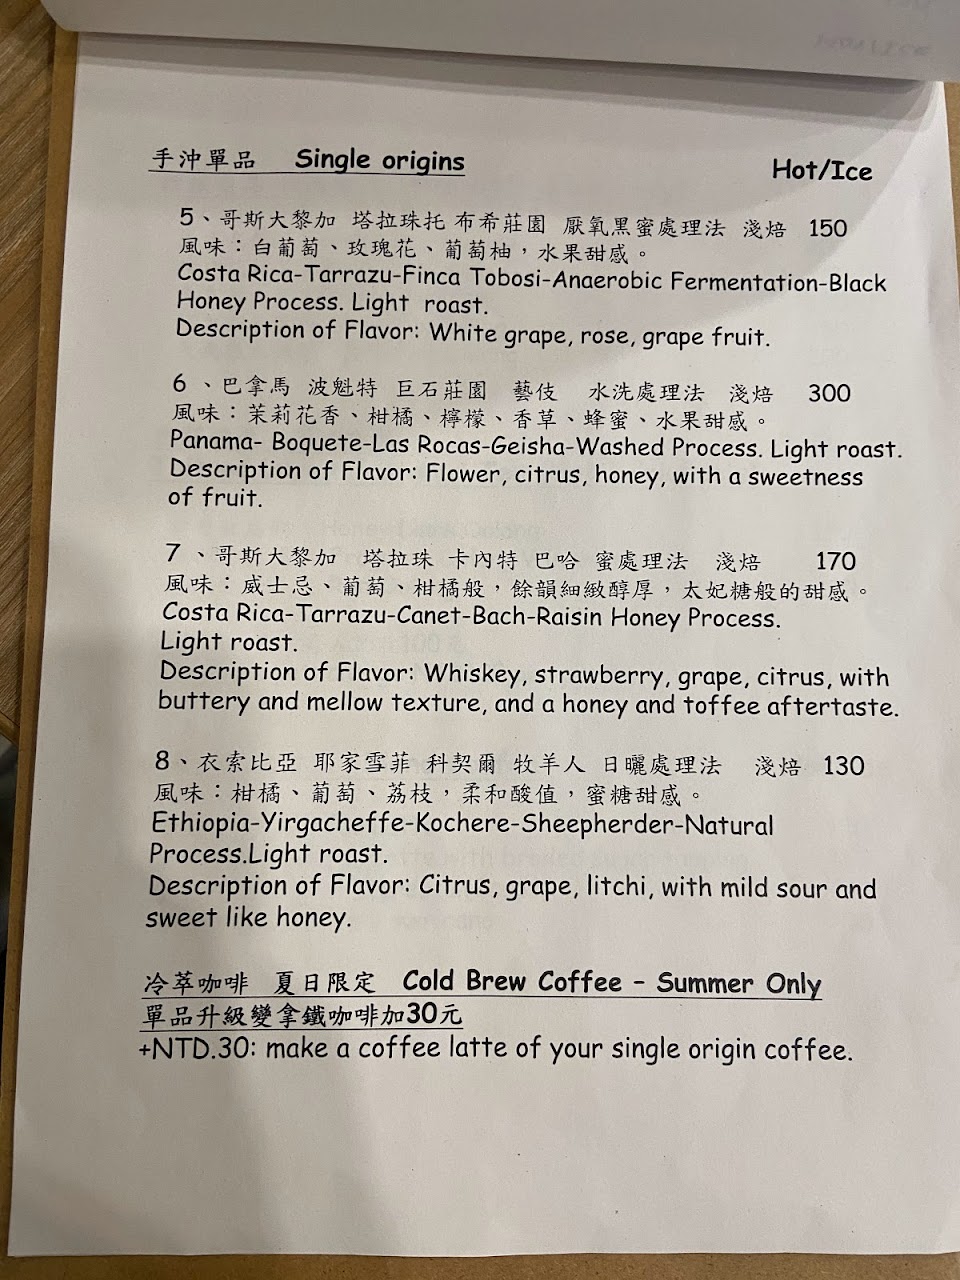 手沖單品 Single origins Hot/Ice
5、哥斯大黎加 塔拉珠托 布希莊園 厭氧黑蜜處理法 淺焙 150
風味：白葡萄、玫瑰花、葡萄柚，水果甜感。
Costa Rica-Tarrazu-Finca Tobosi-Anaerobic Fermentation-Black
Honey Process. Light roast.
Description of Flavor: White grape, rose, grape fruit.
6 、巴拿馬 波魁特 巨石莊園 藝伎 水洗處理法 淺焙 300
風味：茉莉花香、柑橘、檸檬、香草、蜂蜜、水果甜感。
Panama- Boquete-Las Rocas-Geisha-Washed Process. Light roast.
Description of Flavor: Flower, citrus, honey, with a sweetness
of fruit.
7 、哥斯大黎加 塔拉珠 卡內特 巴哈 蜜處理法 淺焙 170
風味：威士忌、葡萄、柑橘般，餘韻細緻醇厚，太妃糖般的甜感。
Costa Rica-Tarrazu-Canet-Bach-Raisin Honey Process.
Light roast.
Description of Flavor: Whiskey, strawberry, grape, citrus, with
buttery and mellow texture, and a honey and toffee aftertaste.
8、衣索比亞 耶家雪菲 科契爾 牧羊人 日曬處理法 淺焙 130
風味：柑橘、葡萄、荔枝，柔和酸值，蜜糖甜感。
Ethiopia-Yirgacheffe-Kochere-Sheepherder-Natural
Process.Light roast.
Description of Flavor: Citrus, grape, litchi, with mild sour and
sweet like honey.
冷萃咖啡 夏日限定 Cold Brew Coffee – Summer Only
單品升級變拿鐵咖啡加30元
+NTD.30: make a coffee latte of your single origin coffee.